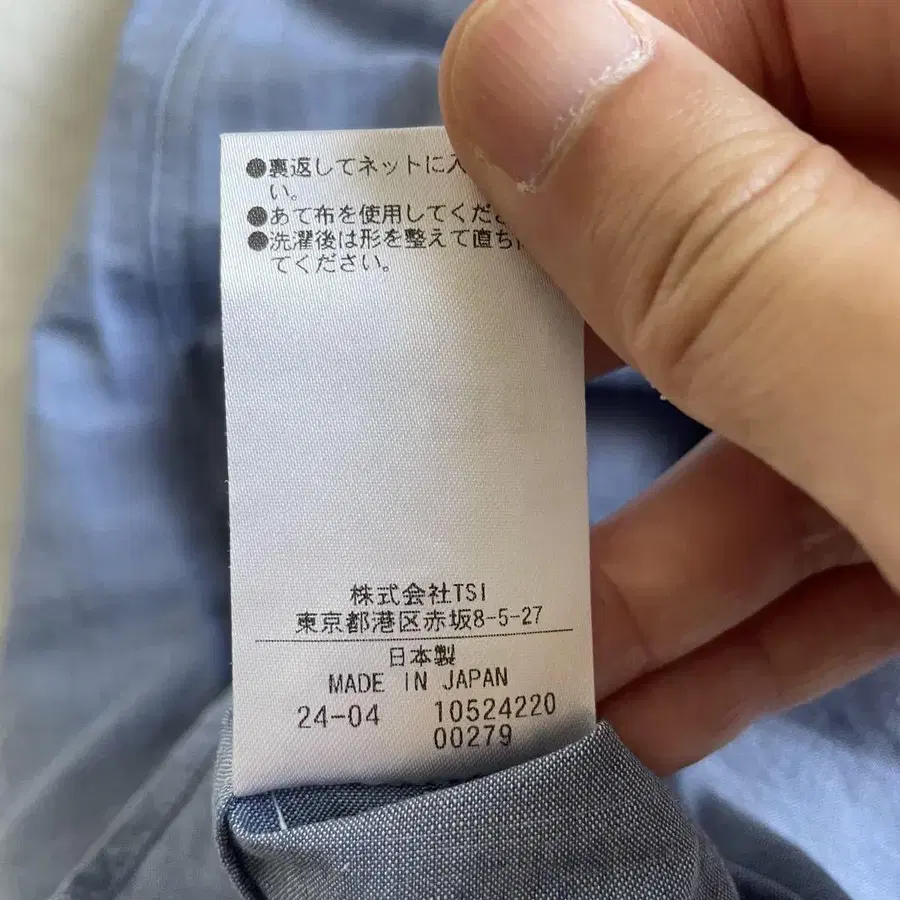 ●裏返してネットに入
い。
●あて布を使用してくださ
●洗濯後は形を整えて直ち
てください。
株式会社TSI
東京都港区赤坂8-5-27
日本製
MADE IN JAPAN
24-04 10524220
00279